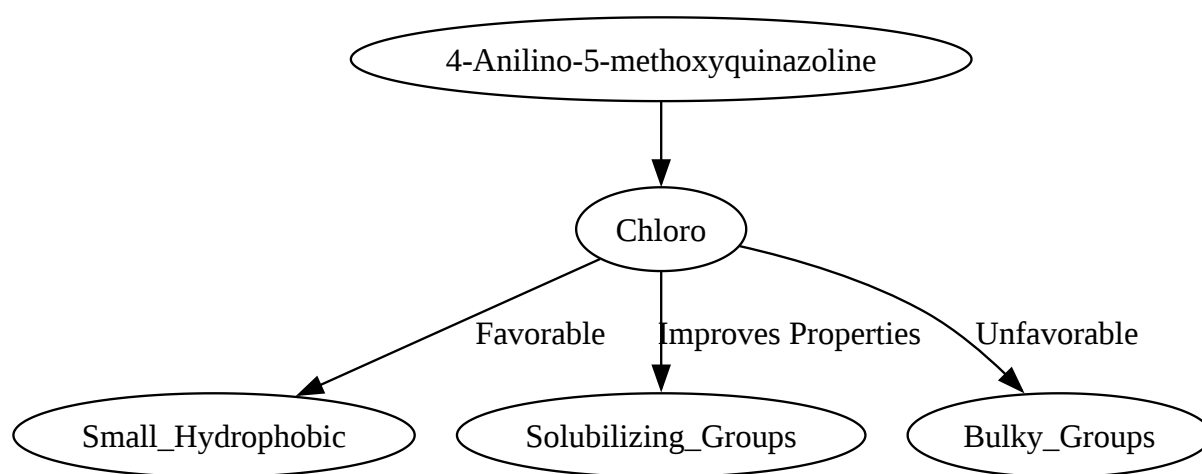 4-Anilino-5-methoxyquinazoline
Chloro
Favorable
Improves Properties
Unfavorable
Small_Hydrophobic
Solubilizing_Groups
Bulky_Groups